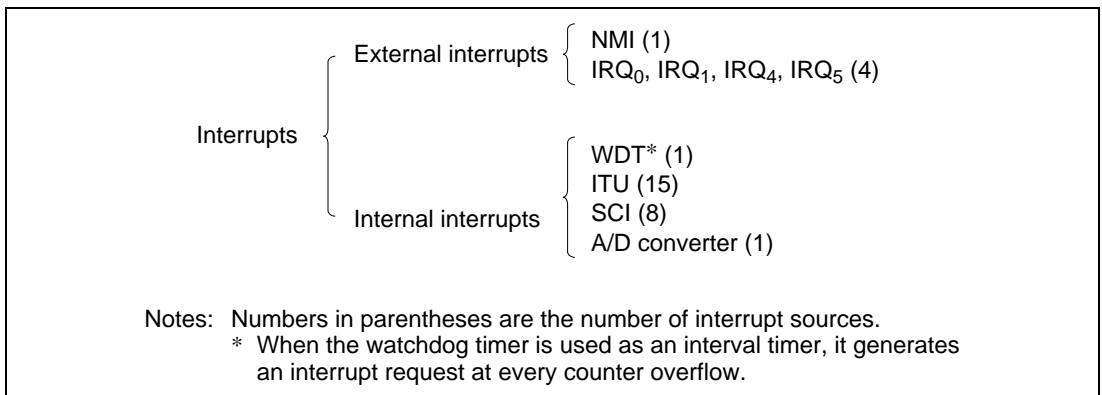 External interrupts
NMI (1)
IRQ₀, IRQ₁, IRQ₄, IRQ₅ (4)
Interrupts
WDT* (1)
ITU (15)
Internal interrupts
SCI (8)
A/D converter (1)
Notes: Numbers in parentheses are the number of interrupt sources.
* When the watchdog timer is used as an interval timer, it generates
an interrupt request at every counter overflow.